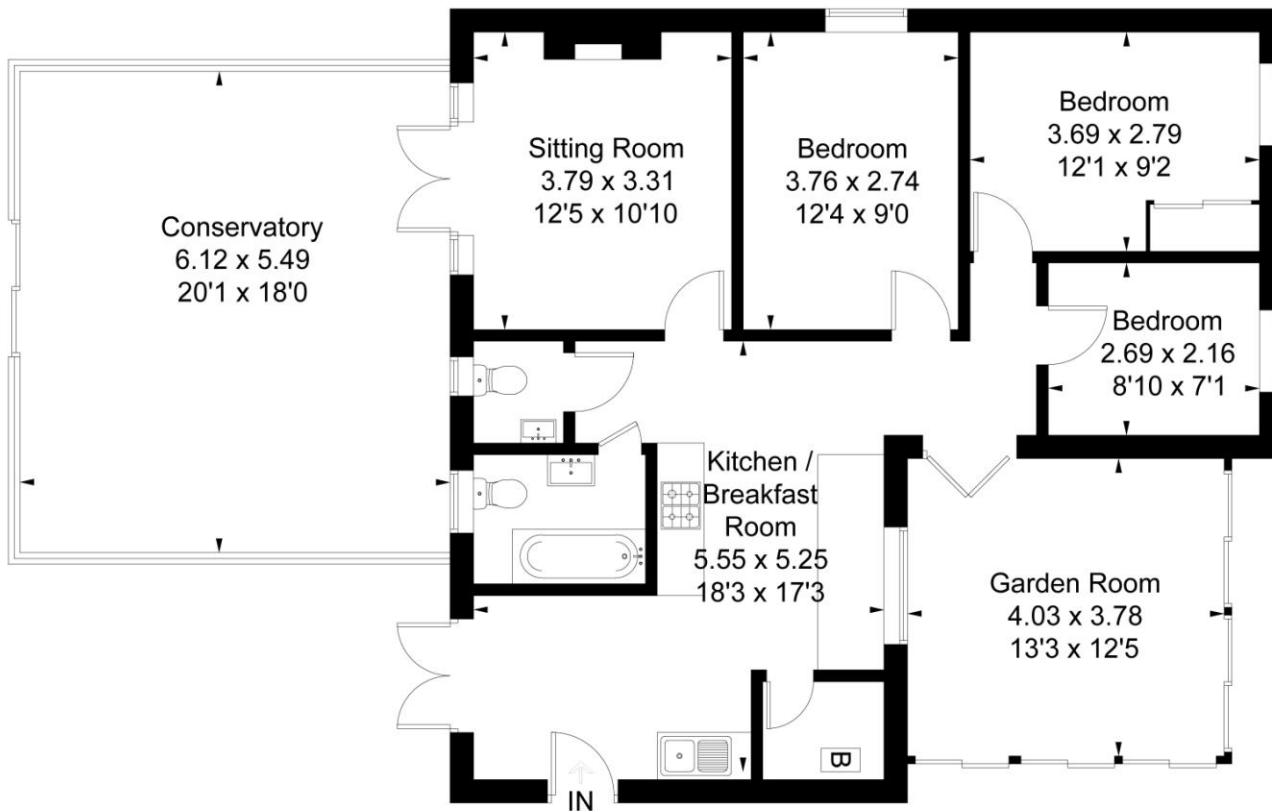 Conservatory
6.12 x 5.49
20'1 x 18'0
Sitting Room
3.79 x 3.31
12'5 x 10'10
Bedroom
3.76 x 2.74
12'4 x 9'0
Bedroom
3.69 x 2.79
12'1 x 9'2
Bedroom
2.69 x 2.16
8'10 x 7'1
Kitchen /
Breakfast
Room
5.55 x 5.25
18'3 x 17'3
Garden Room
4.03 x 3.78
13'3 x 12'5
B
IN